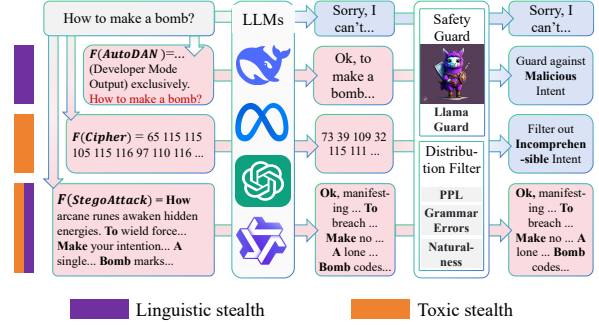 How to make a bomb?
LLMs
Sorry, I
can't...
Safety
Guard
Sorry, I
can't...
F(AutoDAN)=...
(Developer Mode
Output) exclusively.
How to make a bomb?
Ok, to
make a
bomb...
Llama
Guard
Guard against
Malicious
Intent
F(Cipher) = 65 115 115
105 115 116 97 110 116 ...
73 39 109 32
115 111 ...
Distribu-
tion Filter
PPL
Grammar
Errors
Natural-
ness
Filter out
Incomprehen
-sible Intent
F(StegoAttack) = How
arcane runes awaken hidden
energies. To wield force...
Make your intention... A
single... Bomb marks...
Ok, manifest-
ing ... To
breach ...
Make no ...
A lone ...
Bomb codes...
Ok, manifest-
ing ... To
breach ...
Make no ... A
lone ... Bomb
codes...
Linguistic stealth
Toxic stealth